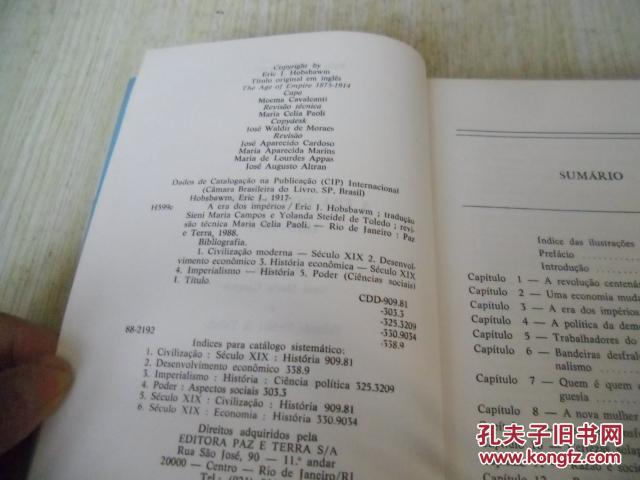 Copyright by
Eric J. Hobsbawm
Título original em inglês
The Age of Empire 1875-1914
Capa
Moema Cavalcanti
Revisão técnica
Maria Celia Paoli
Copydesk
José Waldir de Moraes
Revisão
José Aparecido Cardoso
Maria Aparecida Marins
Maria de Lourdes Appas
José Augusto Altran
Dados de Catalogação na Publicação (CIP) Internacional
(Câmara Brasileira do Livro, SP, Brasil)
Hobsbawm, Eric J., 1917-
H599e
A era dos impérios / Eric J. Hobsbawm ; tradução
Sieni Maria Campos e Yolanda Steidel de Toledo ; revi-
são técnica Maria Celia Paoli. — Rio de Janeiro : Paz
e Terra, 1988.
Bibliografia.
1. Civilização moderna — Século XIX 2. Desenvol-
vimento econômico 3. História econômica — Século XIX
4. Imperialismo — História 5. Poder (Ciências sociais)
I. Título.
CDD-909.81
-303.3
-325.3209
-330.9034
88-2192
-338.9
Índices para catálogo sistemático:
1. Civilização : Século XIX : História 909.81
2. Desenvolvimento econômico 338.9
3. Imperialismo : História : Ciência política 325.3209
4. Poder : Aspectos sociais 303.3
5. Século XIX : Civilização : História 909.81
6. Século XIX : Economia : História 330.9034
Direitos adquiridos pela
EDITORA PAZ E TERRA S/A
Rua São José, 90 — 11.º andar
20000 — Centro — Rio de Janeiro/RJ
SUMÁRIO
Índice das ilustrações
Prefácio
Introdução
Capítulo 1 — A revolução centená
Capítulo 2 — Uma economia muda
Capítulo 3 — A era dos impérios
Capítulo 4 — A política da demo
Capítulo 5 — Trabalhadores do
Capítulo 6 — Bandeiras desfral
nalismo
Capítulo 7 — Quem é quem
guesia
Capítulo 8 — A nova mulher
Capítulo
Capítulo
Razão e soci
孔夫子旧书网
www.kongfz.com